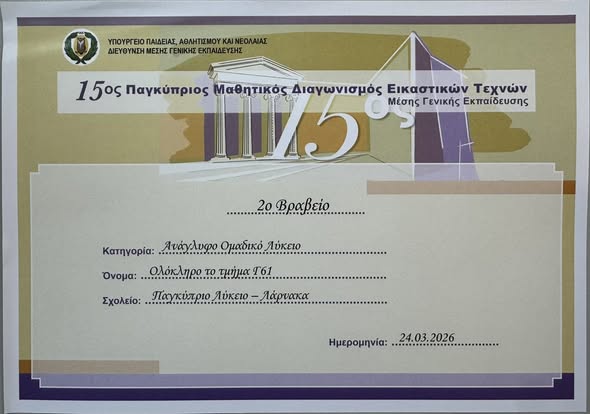 ΥΠΟΥΡΓΕΙΟ ΠΑΙΔΕΙΑΣ, ΑΘΛΗΤΙΣΜΟΥ ΚΑΙ ΝΕΟΛΑΙΑΣ
ΔΙΕΥΘΥΝΣΗ ΜΕΣΗΣ ΓΕΝΙΚΗΣ ΕΚΠΑΙΔΕΥΣΗΣ
15ος Παγκύπριος Μαθητικός Διαγωνισμός Εικαστικών Τεχνών
Μέσης Γενικής Εκπαίδευσης
15ος
2ο Βραβείο
Κατηγορία: Ανάγλυφο Ομαδικό Λύκειο
Όνομα: Ολόκληρο το τμήμα Γ61
Σχολείο: Παγκύπριο Λύκειο – Λάρνακα
Ημερομηνία: 24.03.2026